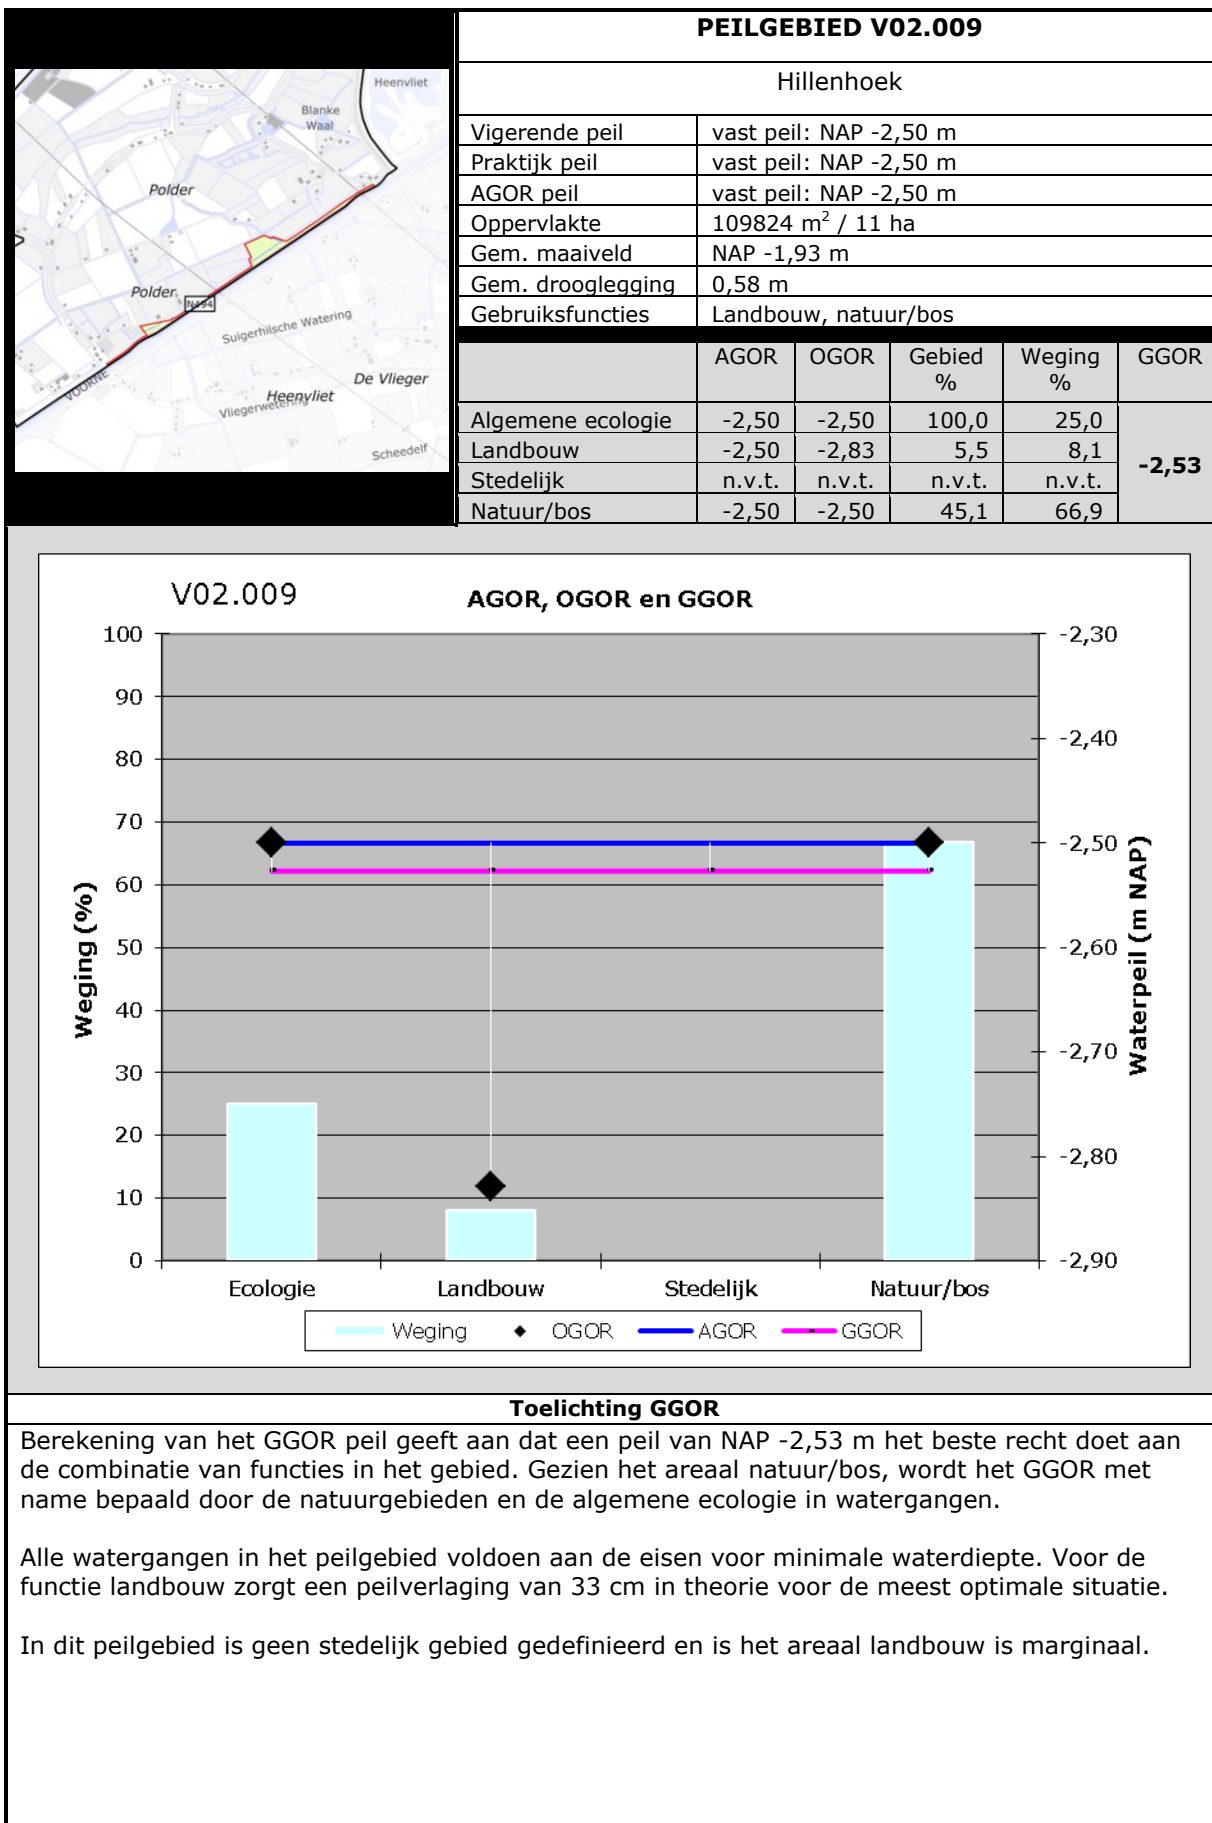 PEILGEBIED V02.009
Hillenhoek
Heenvliet
Blanke
Waal
Polder
Polder
N494
Suigerhilsche Watering
VOORNE
De Vlieger
Heenvliet
Vliegerwetering
Scheedelf
Vigerende peil vast peil: NAP -2,50 m
Praktijk peil vast peil: NAP -2,50 m
AGOR peil vast peil: NAP -2,50 m
Oppervlakte 109824 m² / 11 ha
Gem. maaiveld NAP -1,93 m
Gem. drooglegging 0,58 m
Gebruiksfuncties Landbouw, natuur/bos
AGOR OGOR Gebied % Weging % GGOR
Algemene ecologie -2,50 -2,50 100,0 25,0
Landbouw -2,50 -2,83 5,5 8,1
-2,53
Stedelijk n.v.t. n.v.t. n.v.t. n.v.t.
Natuur/bos -2,50 -2,50 45,1 66,9
V02.009
AGOR, OGOR en GGOR
100
90
80
70
60
50
40
30
20
10
0
Weging (%)
-2,30
-2,40
-2,50
-2,60
-2,70
-2,80
-2,90
Waterpeil (m NAP)
Ecologie Landbouw Stedelijk Natuur/bos
Weging OGOR AGOR GGOR
Toelichting GGOR
Berekening van het GGOR peil geeft aan dat een peil van NAP -2,53 m het beste recht doet aan
de combinatie van functies in het gebied. Gezien het areaal natuur/bos, wordt het GGOR met
name bepaald door de natuurgebieden en de algemene ecologie in watergangen.
Alle watergangen in het peilgebied voldoen aan de eisen voor minimale waterdiepte. Voor de
functie landbouw zorgt een peilverlaging van 33 cm in theorie voor de meest optimale situatie.
In dit peilgebied is geen stedelijk gebied gedefinieerd en is het areaal landbouw is marginaal.